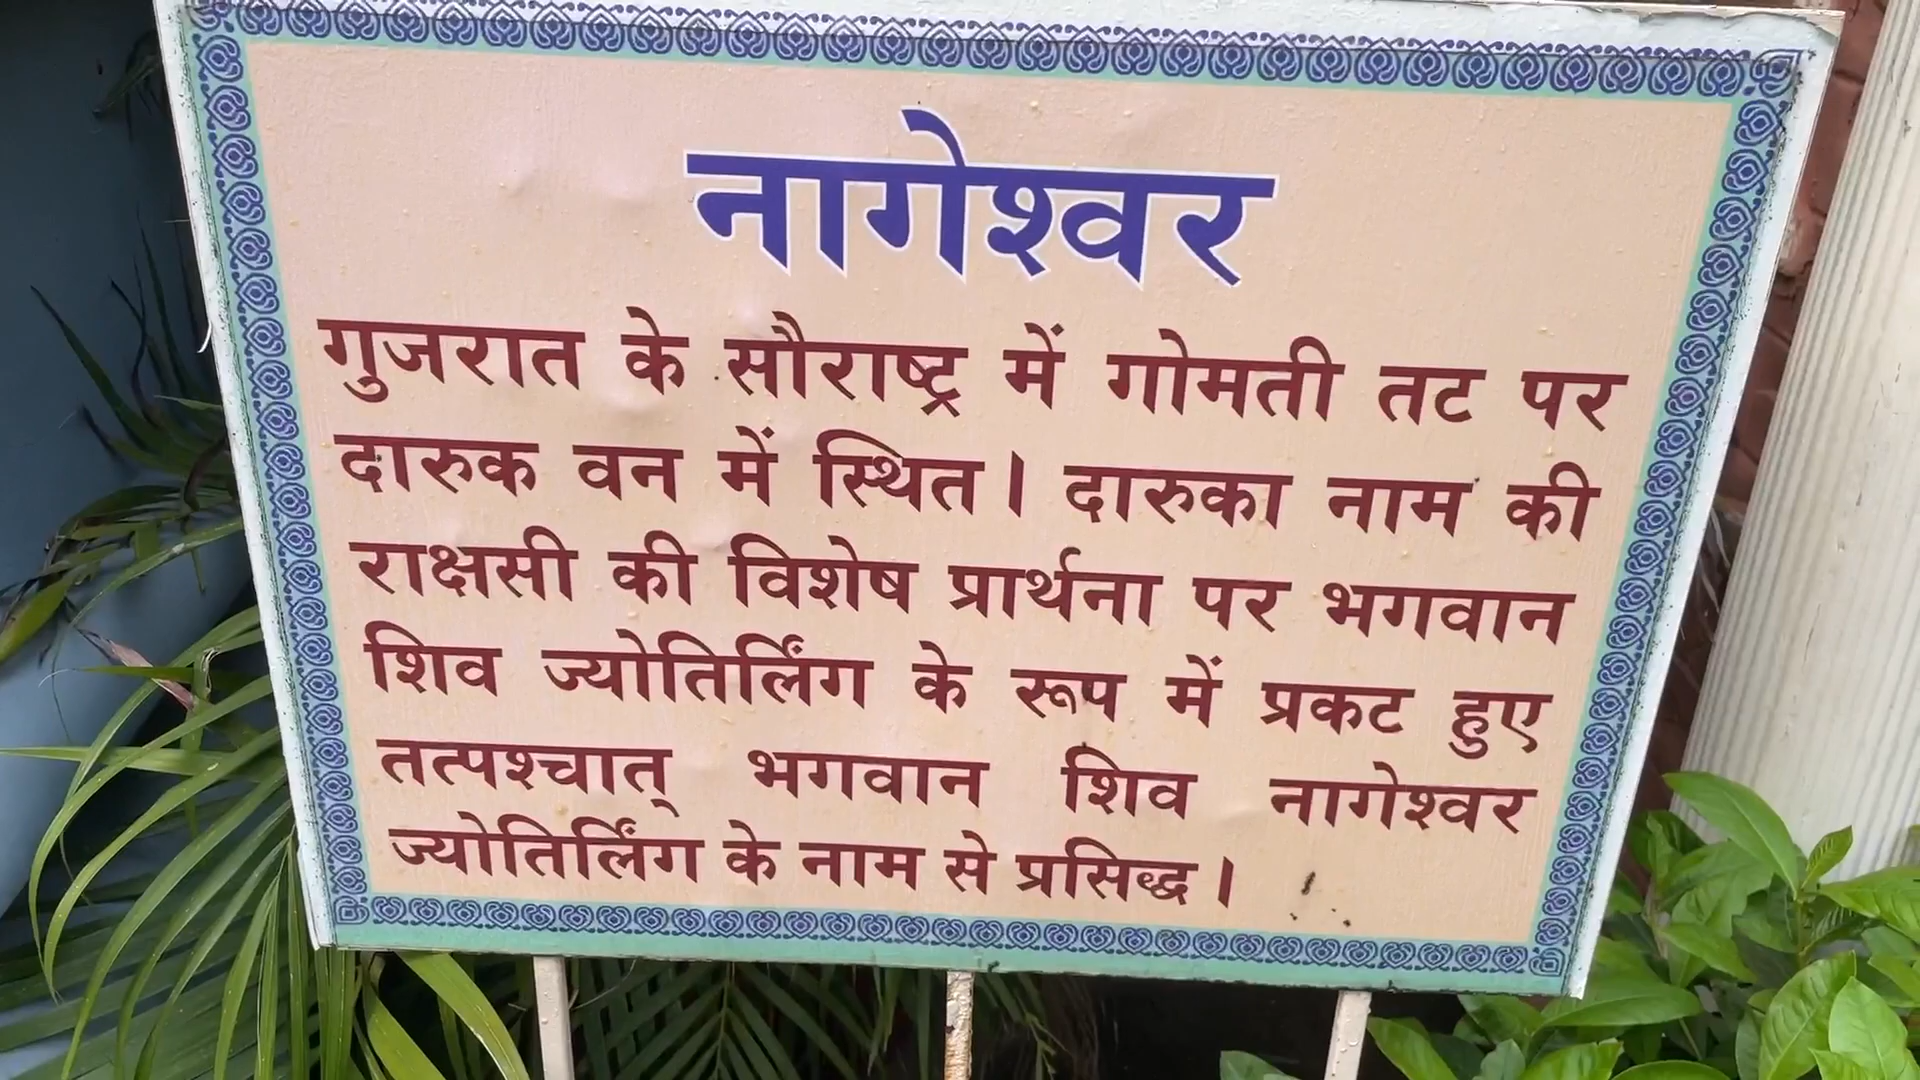 नागेश्वर
गुजरात के सौराष्ट्र में गोमती तट पर
दारुक वन में स्थित। दारुका नाम की
राक्षसी की विशेष प्रार्थना पर भगवान
शिव ज्योतिर्लिंग के रूप में प्रकट हुए
तत्पश्चात् भगवान शिव नागेश्वर
ज्योतिर्लिंग के नाम से प्रसिद्ध।